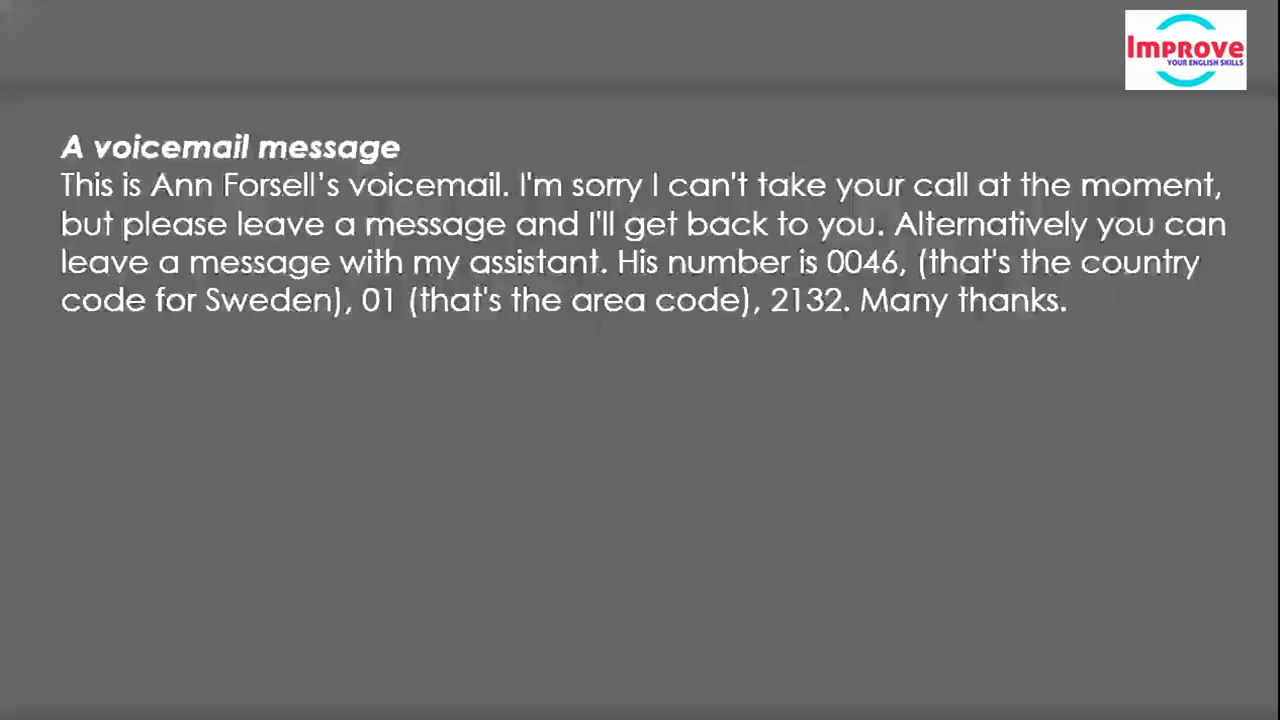 Improve
YOUR ENGLISH SKILLS
A voicemail message
This is Ann Forsell's voicemail. I'm sorry I can't take your call at the moment,
but please leave a message and I'll get back to you. Alternatively you can
leave a message with my assistant. His number is 0046, (that's the country
code for Sweden), 01 (that's the area code), 2132. Many thanks.